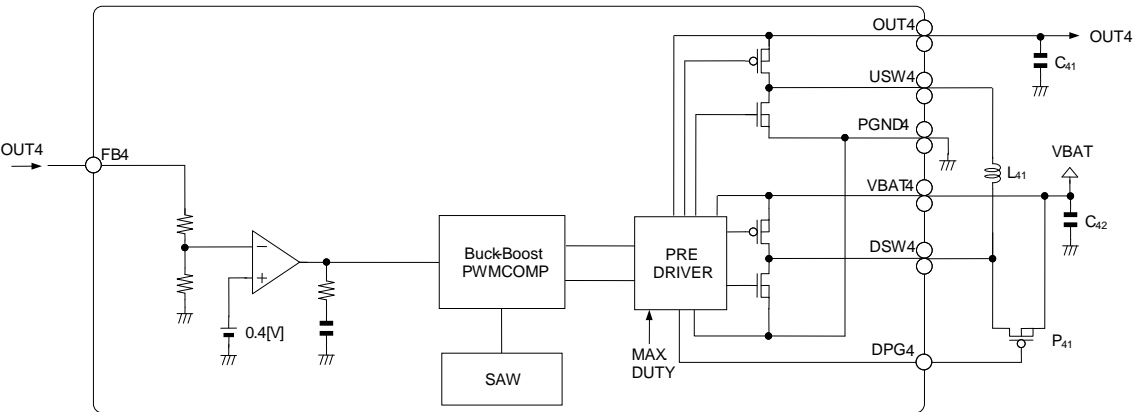 OUT4
OUT4
C41
USW4
PGND4
OUT4
FB4
VBAT
L41
VBAT4
C42
Buck-Boost
PWMCOMP
PRE
DRIVER
DSW4
0.4[V]
MAX.
DUTY
DPG4
P41
SAW